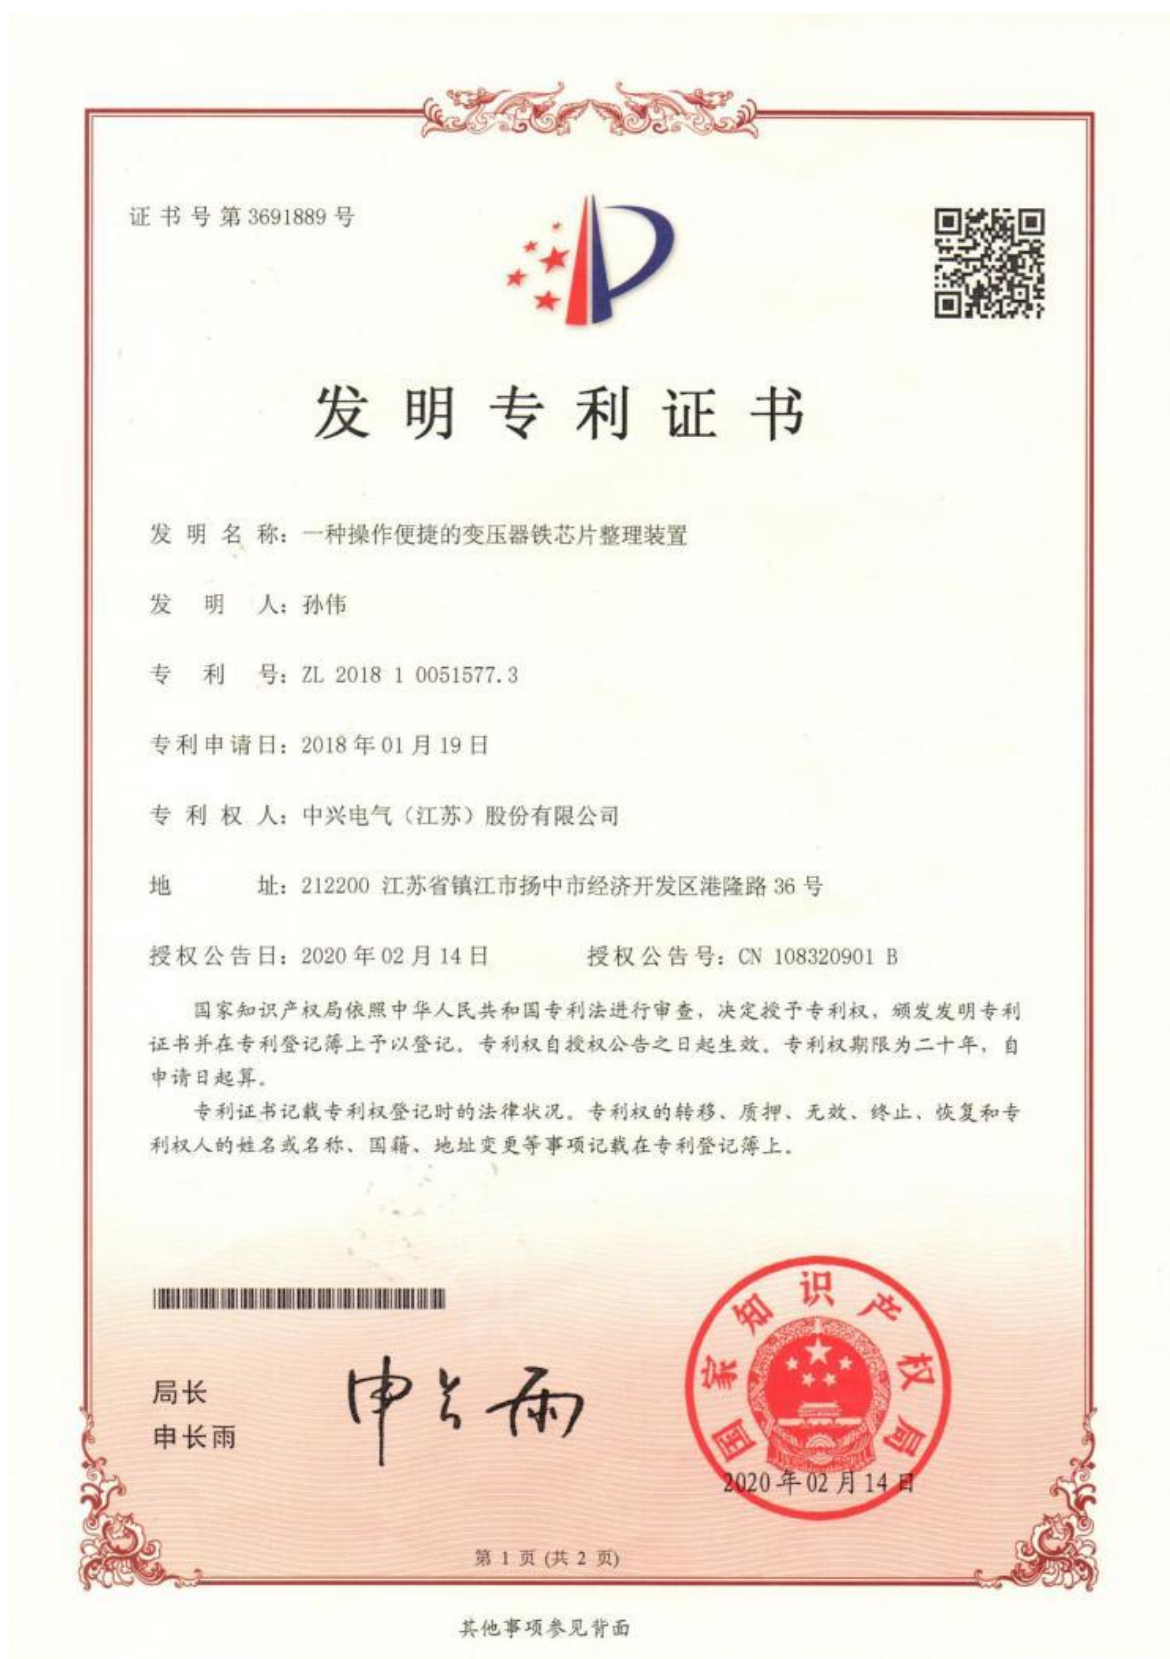 证书号第3691889号
发明专利证书
发明名称：一种操作便捷的变压器铁芯片整理装置
发明人：孙伟
专利号：ZL 2018 1 0051577.3
专利申请日：2018年01月19日
专利权人：中兴电气（江苏）股份有限公司
地址：212200 江苏省镇江市扬中市经济开发区港隆路36号
授权公告日：2020年02月14日 授权公告号：CN 108320901 B
国家知识产权局依照中华人民共和国专利法进行审查，决定授予专利权，颁发发明专利
证书并在专利登记簿上予以登记。专利权自授权公告之日起生效。专利权期限为二十年，自
申请日起算。
专利证书记载专利权登记时的法律状况。专利权的转移、质押、无效、终止、恢复和专
利权人的姓名或名称、国籍、地址变更等事项记载在专利登记簿上。
局长
申长雨
申长雨
国家知识产权局
2020年02月14日
第1页(共2页)
其他事项参见背面